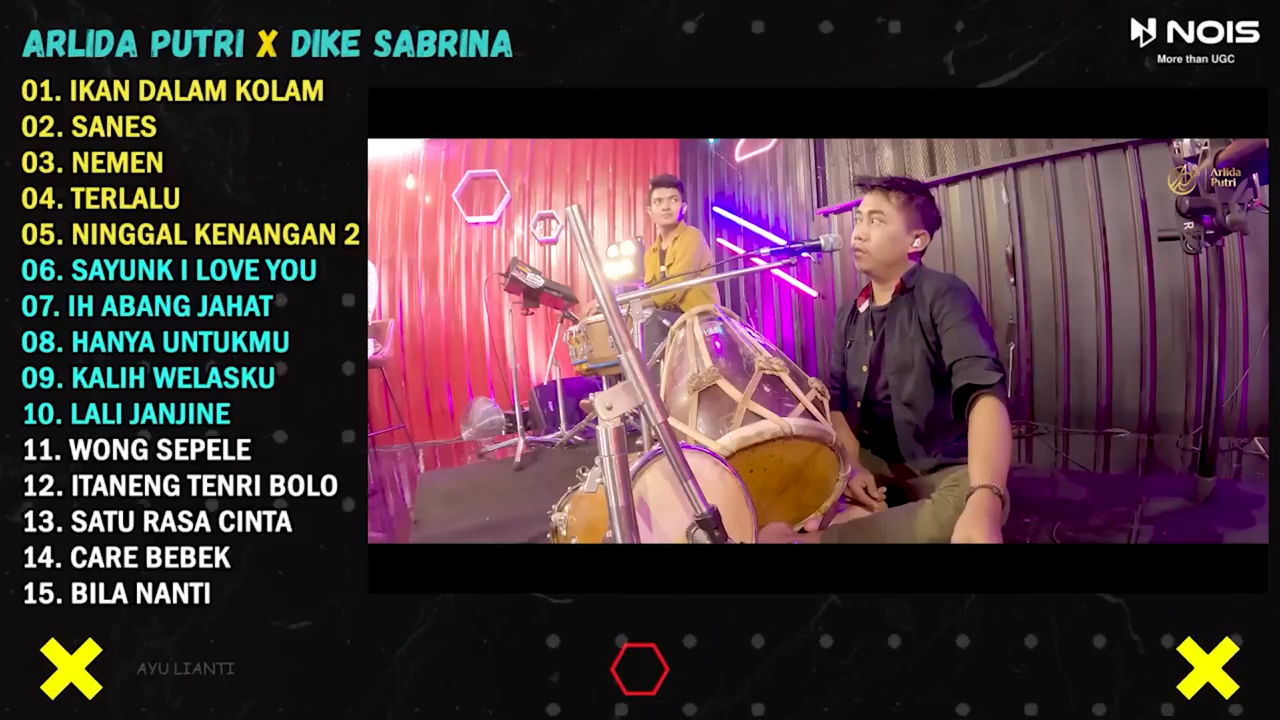 ARLIDA PUTRI X DIKE SABRINA
NOIS
More than UGC
01. IKAN DALAM KOLAM
02. SANES
03. NEMEN
04. TERLALU
05. NINGGAL KENANGAN 2
06. SAYUNK I LOVE YOU
07. IH ABANG JAHAT
08. HANYA UNTUKMU
09. KALIH WELASKU
10. LALI JANJINE
11. WONG SEPELE
12. ITANENG TENRI BOLO
13. SATU RASA CINTA
14. CARE BEBEK
15. BILA NANTI
Arlida
Putri
AYU LIANTI